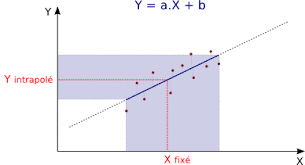 Y = a.X + b
Y
Y intrapolé
X
X fixé